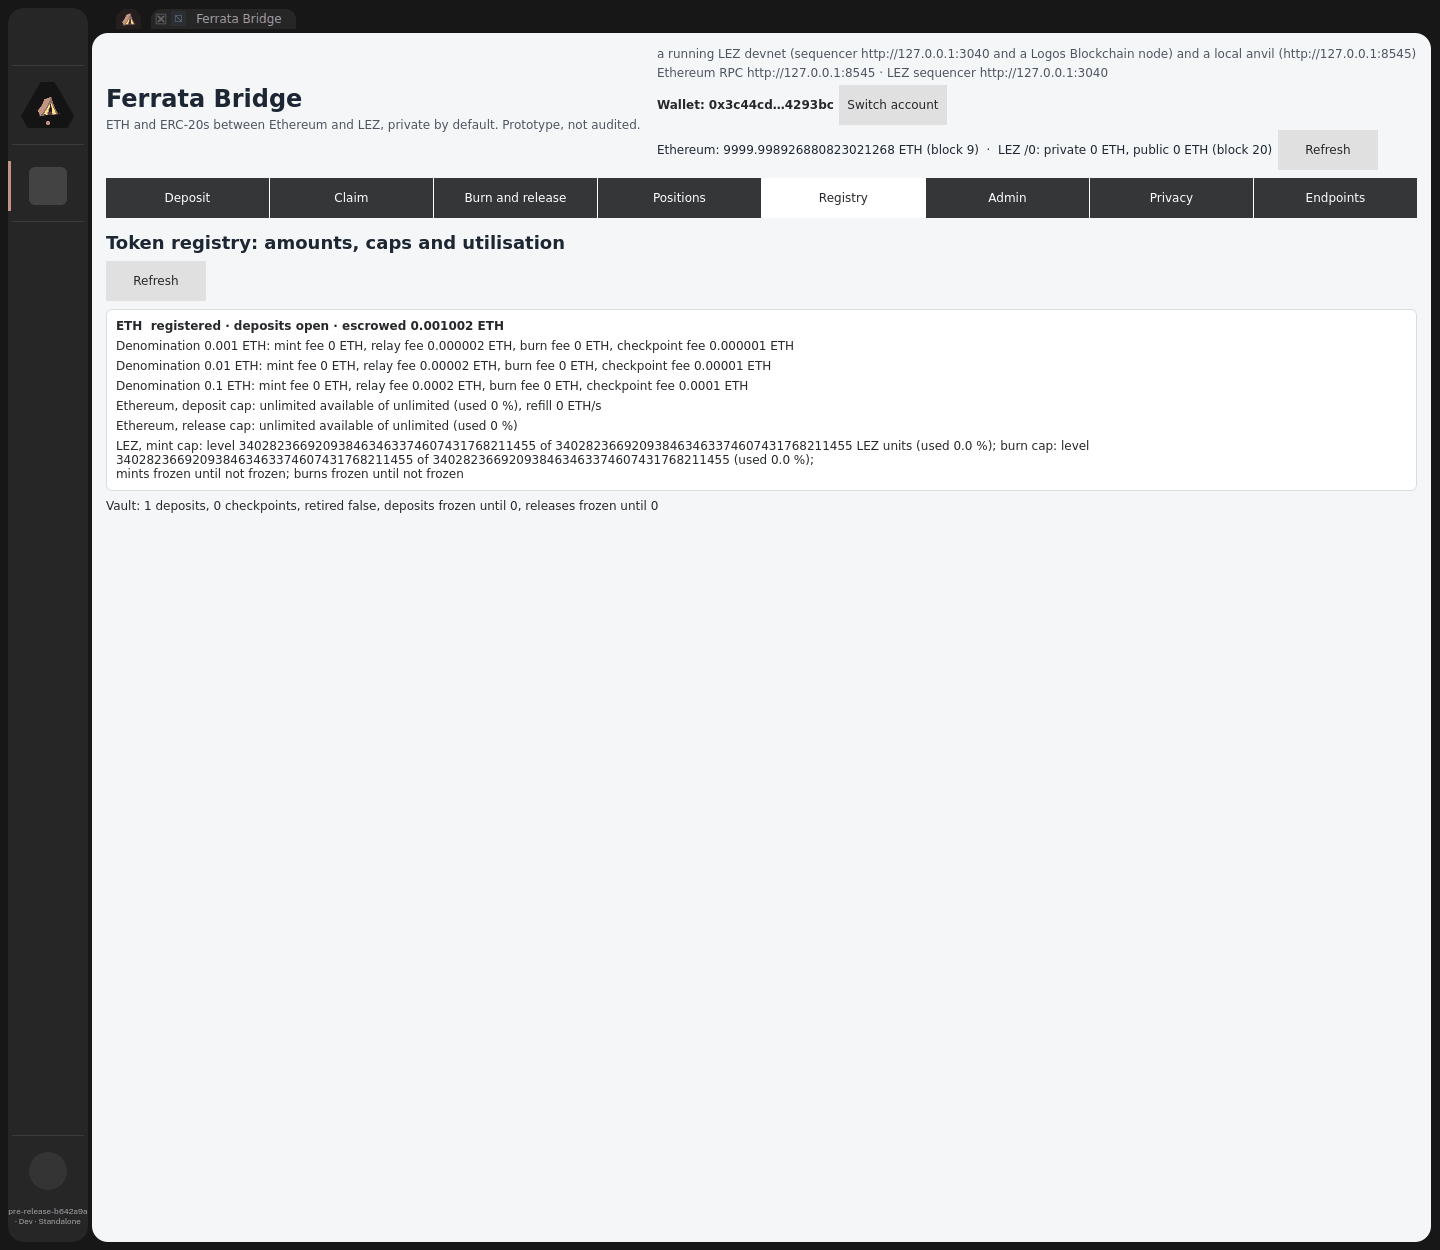 Ferrata Bridge
a running LEZ devnet (sequencer http://127.0.0.1:3040 and a Logos Blockchain node) and a local anvil (http://127.0.0.1:8545)
Ethereum RPC http://127.0.0.1:8545 · LEZ sequencer http://127.0.0.1:3040
Ferrata Bridge
ETH and ERC-20s between Ethereum and LEZ, private by default. Prototype, not audited.
Wallet: 0x3c44cd…4293bc
Switch account
Ethereum: 9999.998926880823021268 ETH (block 9) · LEZ /0: private 0 ETH, public 0 ETH (block 20)
Refresh
Deposit
Claim
Burn and release
Positions
Registry
Admin
Privacy
Endpoints
Token registry: amounts, caps and utilisation
Refresh
ETH registered · deposits open · escrowed 0.001002 ETH
Denomination 0.001 ETH: mint fee 0 ETH, relay fee 0.000002 ETH, burn fee 0 ETH, checkpoint fee 0.000001 ETH
Denomination 0.01 ETH: mint fee 0 ETH, relay fee 0.00002 ETH, burn fee 0 ETH, checkpoint fee 0.00001 ETH
Denomination 0.1 ETH: mint fee 0 ETH, relay fee 0.0002 ETH, burn fee 0 ETH, checkpoint fee 0.0001 ETH
Ethereum, deposit cap: unlimited available of unlimited (used 0 %), refill 0 ETH/s
Ethereum, release cap: unlimited available of unlimited (used 0 %)
LEZ, mint cap: level 340282366920938463463374607431768211455 of 340282366920938463463374607431768211455 LEZ units (used 0.0 %); burn cap: level
340282366920938463463374607431768211455 of 340282366920938463463374607431768211455 (used 0.0 %);
mints frozen until not frozen; burns frozen until not frozen
Vault: 1 deposits, 0 checkpoints, retired false, deposits frozen until 0, releases frozen until 0
pre-release-b642a9a
· Dev · Standalone